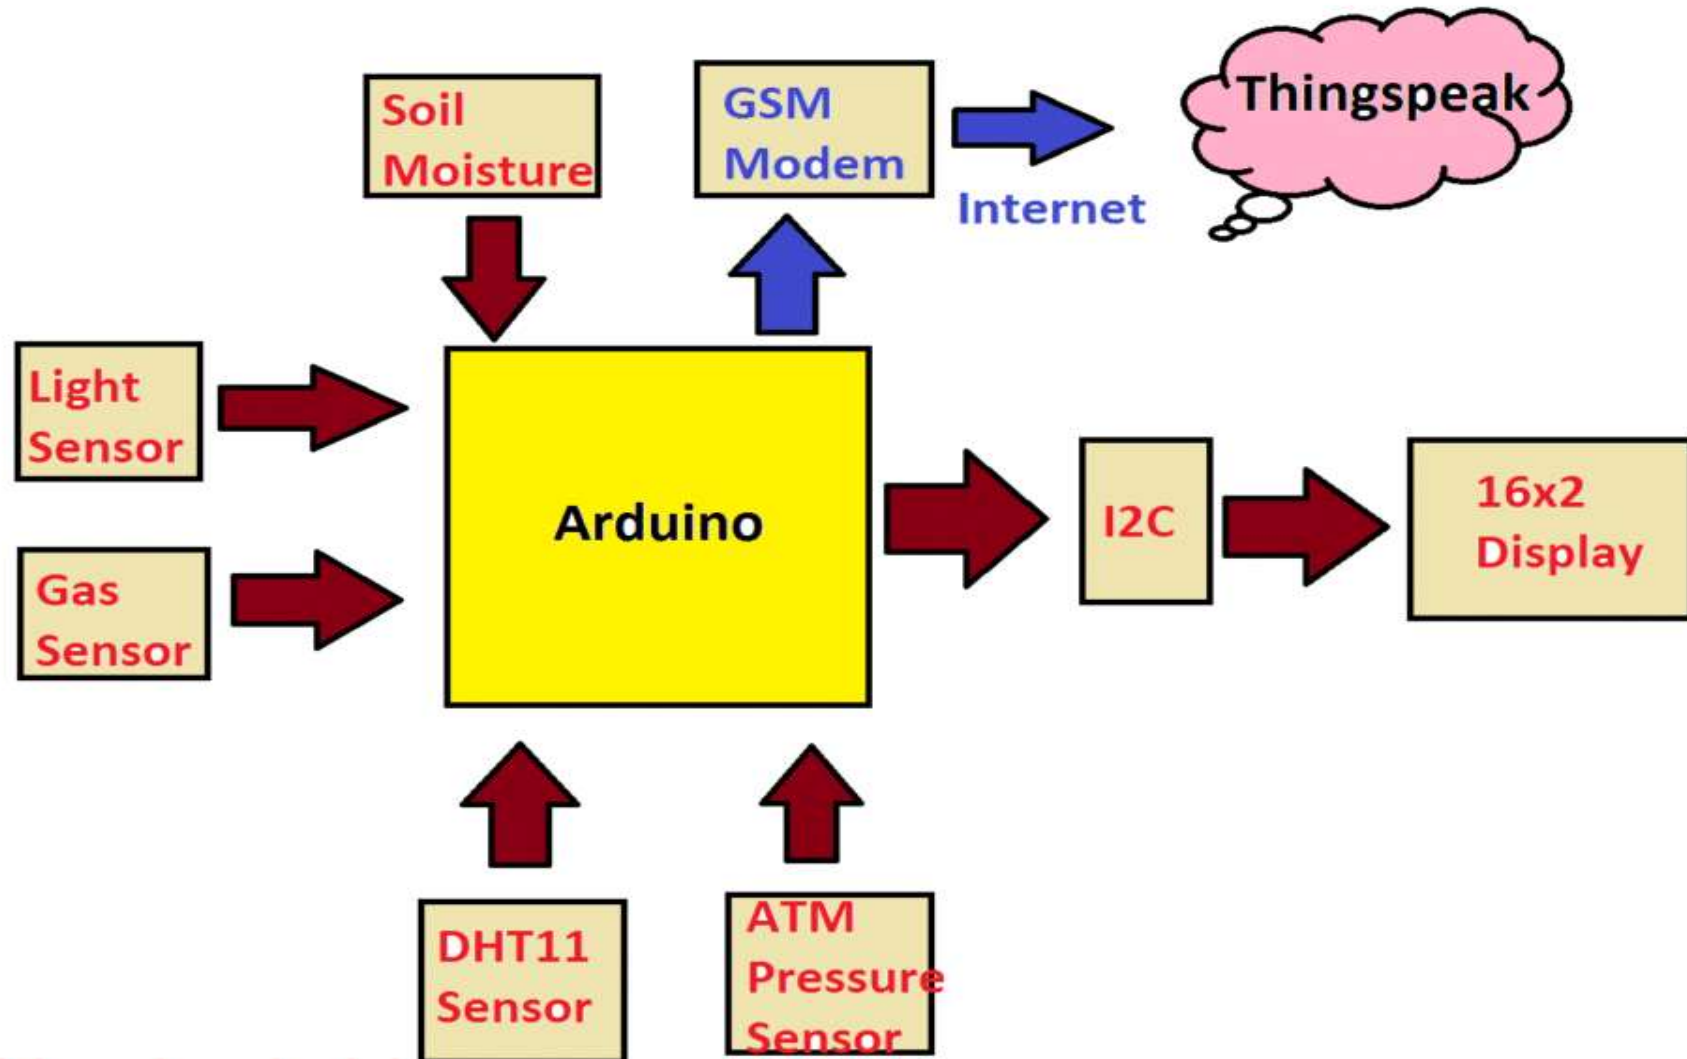 Soil
Moisture
GSM
Modem
Thingspeak
Internet
Light
Sensor
Gas
Sensor
Arduino
I2C
16x2
Display
DHT11
Sensor
ATM
Pressure
Sensor